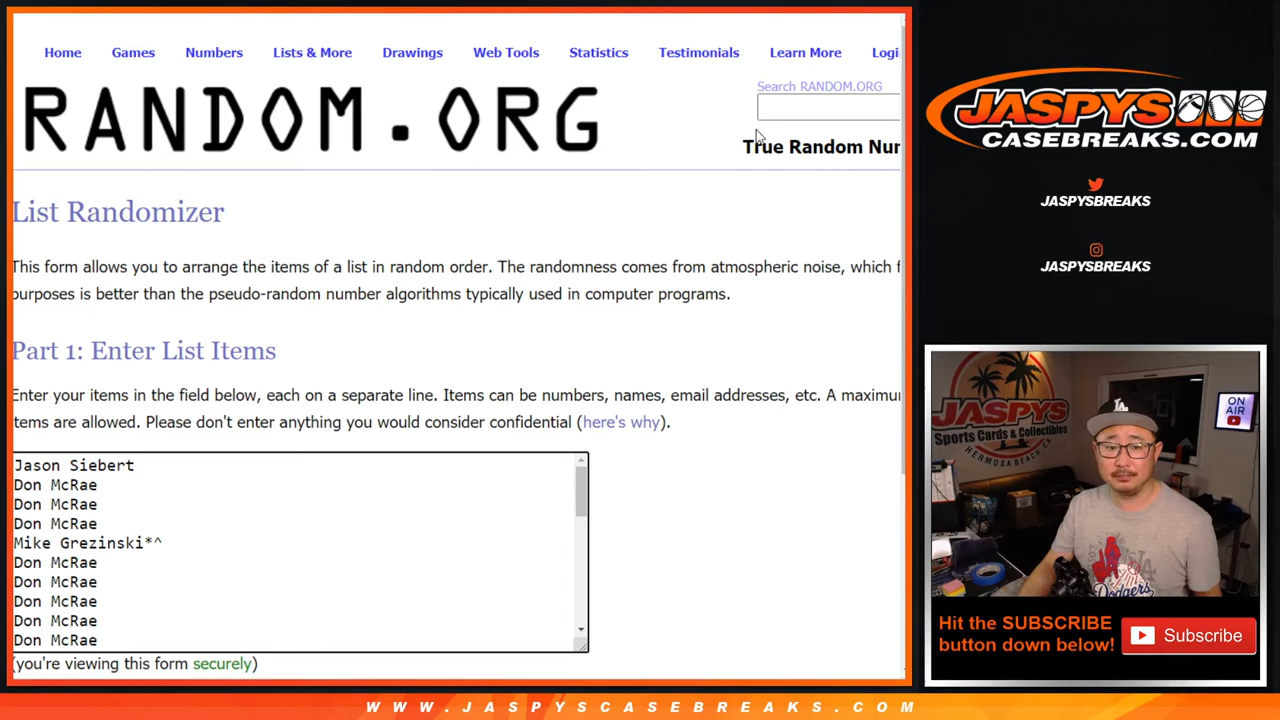 Home Games Numbers Lists & More Drawings Web Tools Statistics Testimonials Learn More Logi
RANDOM.ORG
Search RANDOM.ORG
True Random Nur
List Randomizer
This form allows you to arrange the items of a list in random order. The randomness comes from atmospheric noise, which f
purposes is better than the pseudo-random number algorithms typically used in computer programs.
Part 1: Enter List Items
Enter your items in the field below, each on a separate line. Items can be numbers, names, email addresses, etc. A maximu
items are allowed. Please don't enter anything you would consider confidential (here's why).
Jason Siebert
Don McRae
Don McRae
Don McRae
Mike Grezinski*^
Don McRae
Don McRae
Don McRae
Don McRae
Don McRae
(you're viewing this form securely)
JASPYS
CASEBREAKS.COM
JASPYSBREAKS
JASPYSBREAKS
JASPYS
Sports Cards & Collectibles
HERMOSA BEACH, CA
ON
AIR
LA
Dodgers
Hit the SUBSCRIBE
button down below!
Subscribe
WWW.JASPYSCASEBREAKS.COM